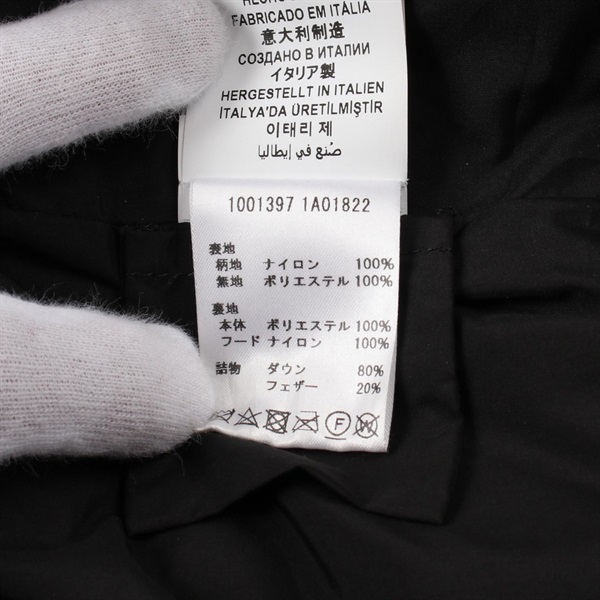 FABRICADO EM ITÀLIA
意大利制造
СОЗДАНО В ИТАЛИИ
イタリア製
HERGESTELLT IN ITALIEN
İTALYA'DA ÜRETİLMİŞTİR
이태리 제
صُنع في إيطاليا
1001397 1A01822
表地
柄地 ナイロン 100%
無地 ポリエステル 100%
裏地
本体 ポリエステル 100%
フード ナイロン 100%
詰物 ダウン 80%
フェザー 20%
F W